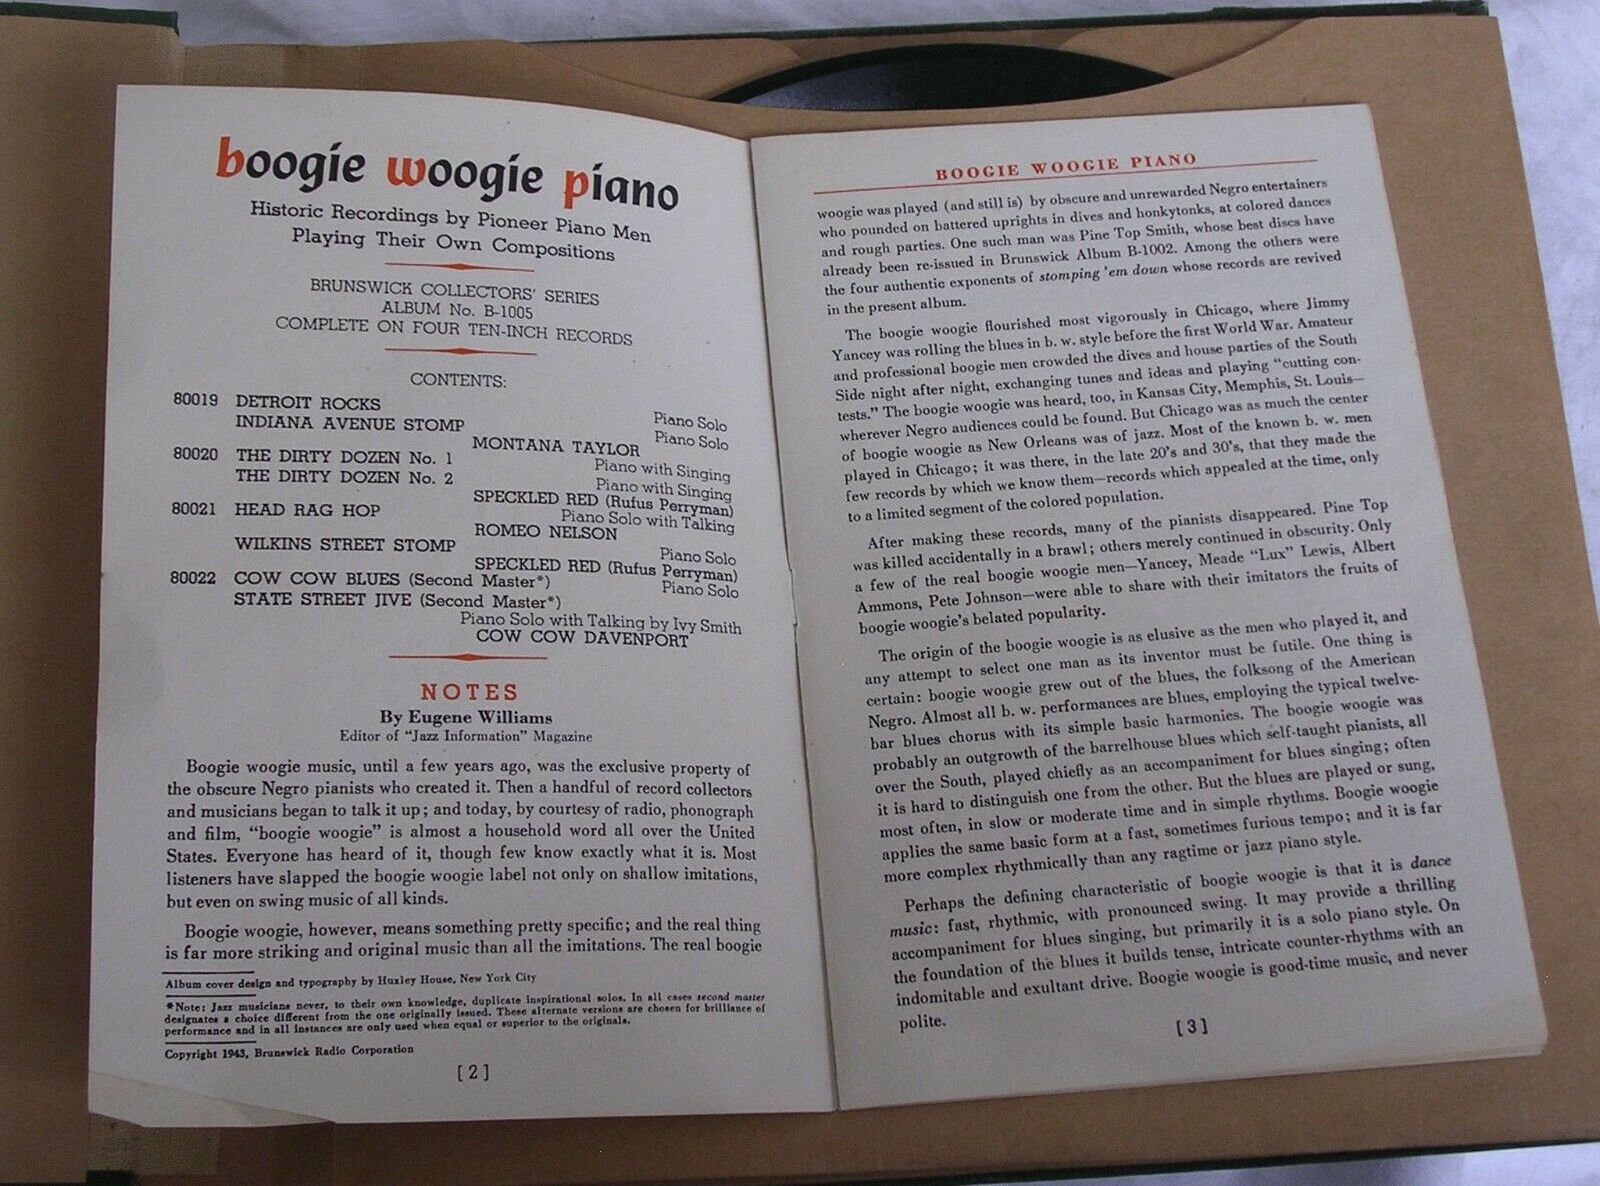 boogie woogie piano
Historic Recordings by Pioneer Piano Men
Playing Their Own Compositions
BRUNSWICK COLLECTORS' SERIES
ALBUM No. B-1005
COMPLETE ON FOUR TEN-INCH RECORDS
CONTENTS:
80019 DETROIT ROCKS Piano Solo
INDIANA AVENUE STOMP Piano Solo
MONTANA TAYLOR
80020 THE DIRTY DOZEN No. 1 Piano with Singing
THE DIRTY DOZEN No. 2 Piano with Singing
SPECKLED RED (Rufus Perryman)
80021 HEAD RAG HOP Piano Solo with Talking
ROMEO NELSON
WILKINS STREET STOMP Piano Solo
SPECKLED RED (Rufus Perryman)
80022 COW COW BLUES (Second Master*) Piano Solo
STATE STREET JIVE (Second Master*)
Piano Solo with Talking by Ivy Smith
COW COW DAVENPORT
NOTES
By Eugene Williams
Editor of "Jazz Information" Magazine
Boogie woogie music, until a few years ago, was the exclusive property of
the obscure Negro pianists who created it. Then a handful of record collectors
and musicians began to talk it up; and today, by courtesy of radio, phonograph
and film, "boogie woogie" is almost a household word all over the United
States. Everyone has heard of it, though few know exactly what it is. Most
listeners have slapped the boogie woogie label not only on shallow imitations,
but even on swing music of all kinds.
Boogie woogie, however, means something pretty specific; and the real thing
is far more striking and original music than all the imitations. The real boogie
Album cover design and typography by Huxley House, New York City
*Note: Jazz musicians never, to their own knowledge, duplicate inspirational solos. In all cases second master
designates a choice different from the one originally issued. These alternate versions are chosen for brilliance of
performance and in all instances are only used when equal or superior to the originals.
Copyright 1943, Brunswick Radio Corporation
[ 2 ]
BOOGIE WOOGIE PIANO
woogie was played (and still is) by obscure and unrewarded Negro entertainers
who pounded on battered uprights in dives and honkytonks, at colored dances
and rough parties. One such man was Pine Top Smith, whose best discs have
already been re-issued in Brunswick Album B-1002. Among the others were
the four authentic exponents of stomping 'em down whose records are revived
in the present album.
The boogie woogie flourished most vigorously in Chicago, where Jimmy
Yancey was rolling the blues in b. w. style before the first World War. Amateur
and professional boogie men crowded the dives and house parties of the South
Side night after night, exchanging tunes and ideas and playing "cutting con-
tests." The boogie woogie was heard, too, in Kansas City, Memphis, St. Louis—
wherever Negro audiences could be found. But Chicago was as much the center
of boogie woogie as New Orleans was of jazz. Most of the known b. w. men
played in Chicago; it was there, in the late 20's and 30's, that they made the
few records by which we know them—records which appealed at the time, only
to a limited segment of the colored population.
After making these records, many of the pianists disappeared. Pine Top
was killed accidentally in a brawl; others merely continued in obscurity. Only
a few of the real boogie woogie men—Yancey, Meade "Lux" Lewis, Albert
Ammons, Pete Johnson—were able to share with their imitators the fruits of
boogie woogie's belated popularity.
The origin of the boogie woogie is as elusive as the men who played it, and
any attempt to select one man as its inventor must be futile. One thing is
certain: boogie woogie grew out of the blues, the folksong of the American
Negro. Almost all b. w. performances are blues, employing the typical twelve-
bar blues chorus with its simple basic harmonies. The boogie woogie was
probably an outgrowth of the barrelhouse blues which self-taught pianists, all
over the South, played chiefly as an accompaniment for blues singing; often
it is hard to distinguish one from the other. But the blues are played or sung,
most often, in slow or moderate time and in simple rhythms. Boogie woogie
applies the same basic form at a fast, sometimes furious tempo; and it is far
more complex rhythmically than any ragtime or jazz piano style.
Perhaps the defining characteristic of boogie woogie is that it is dance
music: fast, rhythmic, with pronounced swing. It may provide a thrilling
accompaniment for blues singing, but primarily it is a solo piano style. On
the foundation of the blues it builds tense, intricate counter-rhythms with an
indomitable and exultant drive. Boogie woogie is good-time music, and never
polite.
[ 3 ]